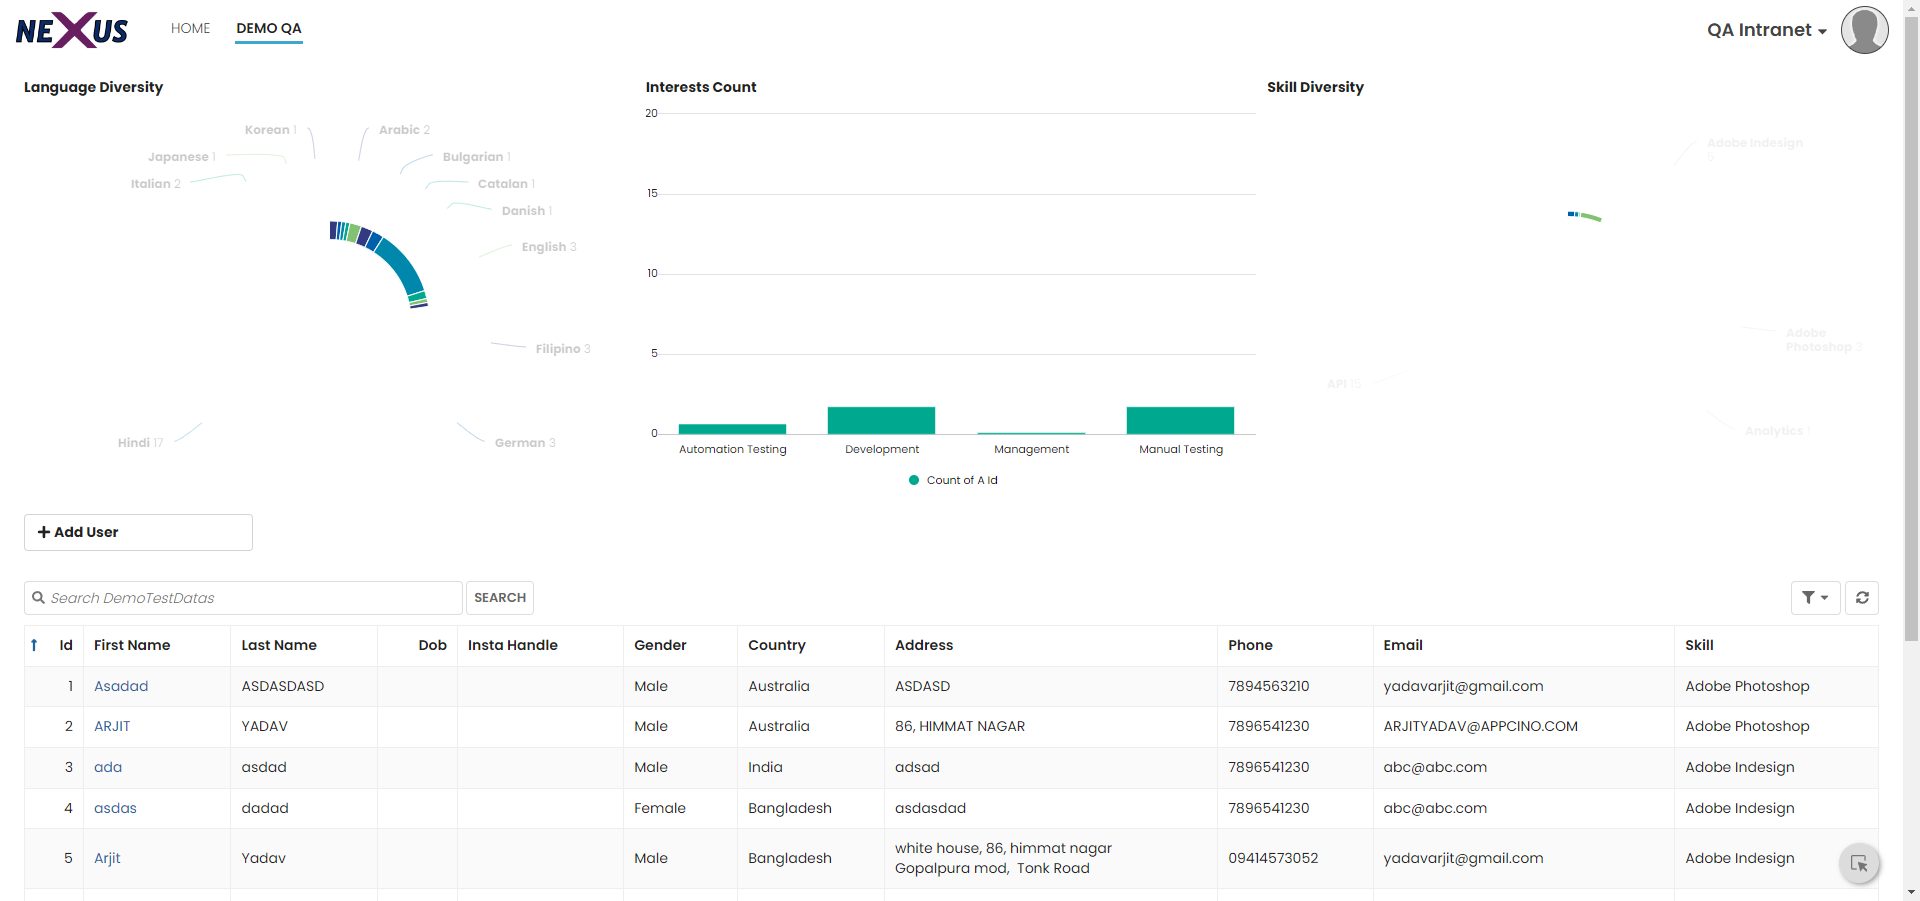 NEXUS
HOME
DEMO QA
QA Intranet
Language Diversity
Korean 1
Arabic 2
Japanese 1
Bulgarian 1
Italian 2
Catalan 1
Danish 1
English 3
Filipino 3
Hindi 17
German 3
Interests Count
20
15
10
5
0
Automation Testing
Development
Management
Manual Testing
Count of A Id
Skill Diversity
Adobe Indesign
5
Adobe
Photoshop 3
API 15
Analytics 1
Add User
Search DemoTestDatas
SEARCH
Id First Name Last Name Dob Insta Handle Gender Country Address Phone Email Skill
1 Asadad ASDASDASD Male Australia ASDASD 7894563210 yadavarjit@gmail.com Adobe Photoshop
2 ARJIT YADAV Male Australia 86, HIMMAT NAGAR 7896541230 ARJITYADAV@APPCINO.COM Adobe Photoshop
3 ada asdad Male India adsad 7896541230 abc@abc.com Adobe Indesign
4 asdas dadad Female Bangladesh asdasdad 7896541230 abc@abc.com Adobe Indesign
5 Arjit Yadav Male Bangladesh white house, 86, himmat nagar 09414573052 yadavarjit@gmail.com Adobe Indesign
Gopalpura mod, Tonk Road